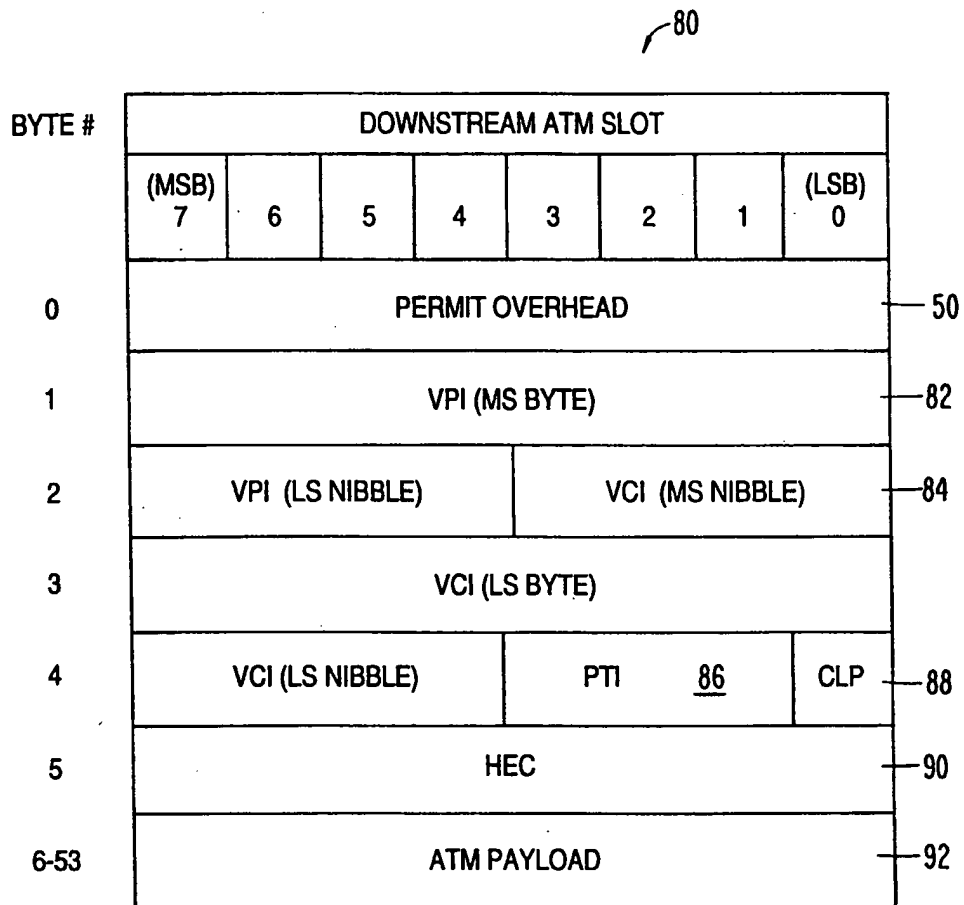 80
BYTE # DOWNSTREAM ATM SLOT
(MSB) (LSB)
7 6 5 4 3 2 1 0
0 PERMIT OVERHEAD 50
1 VPI (MS BYTE) 82
2 VPI (LS NIBBLE) VCI (MS NIBBLE) 84
3 VCI (LS BYTE)
4 VCI (LS NIBBLE) PTI 86 CLP 88
5 HEC 90
6-53 ATM PAYLOAD 92